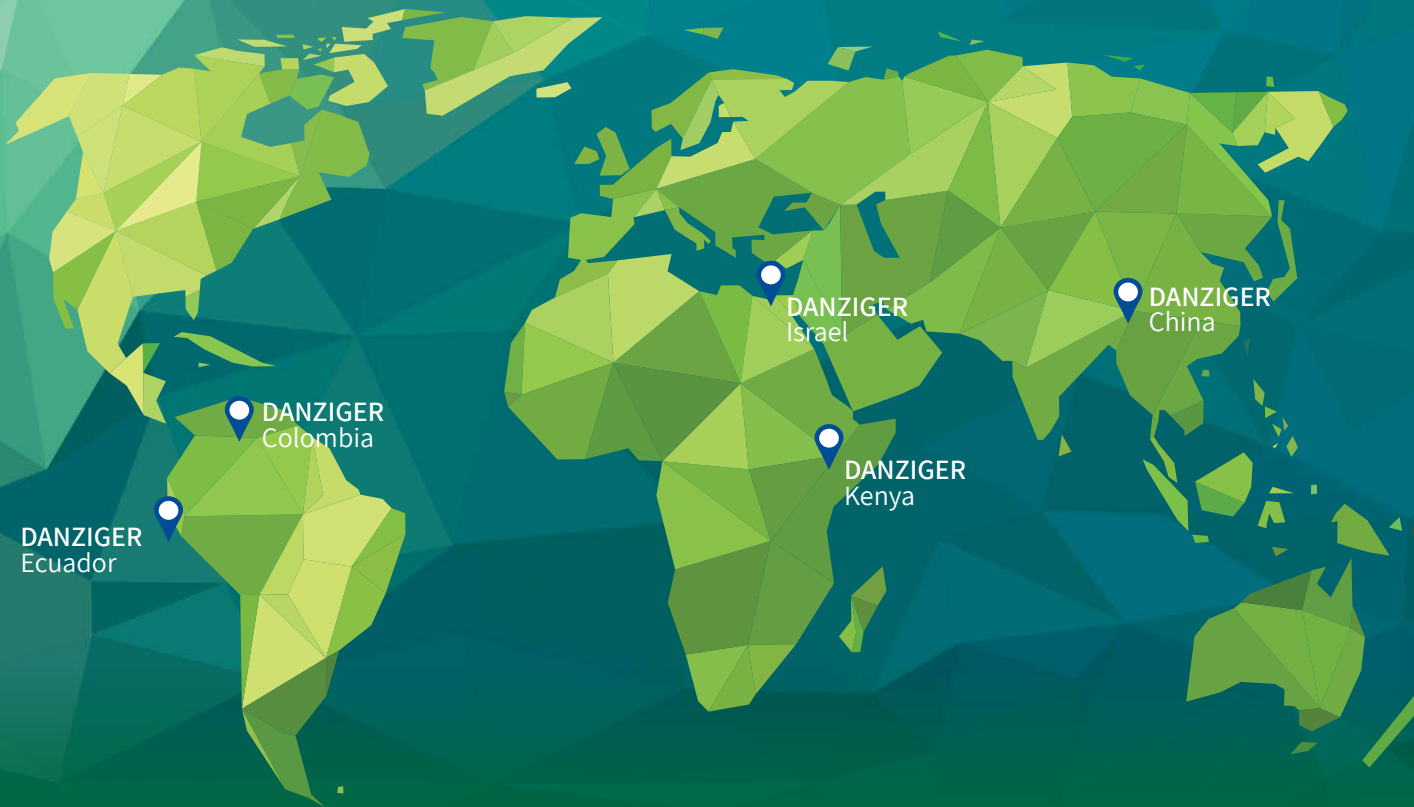 DANZIGER
Israel
DANZIGER
China
DANZIGER
Colombia
DANZIGER
Kenya
DANZIGER
Ecuador